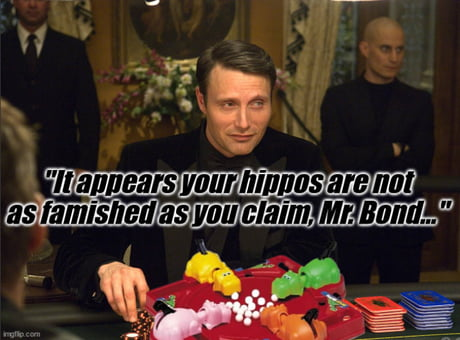 "It appears your hippos are not
as famished as you claim, Mr. Bond..."
imgflip.com